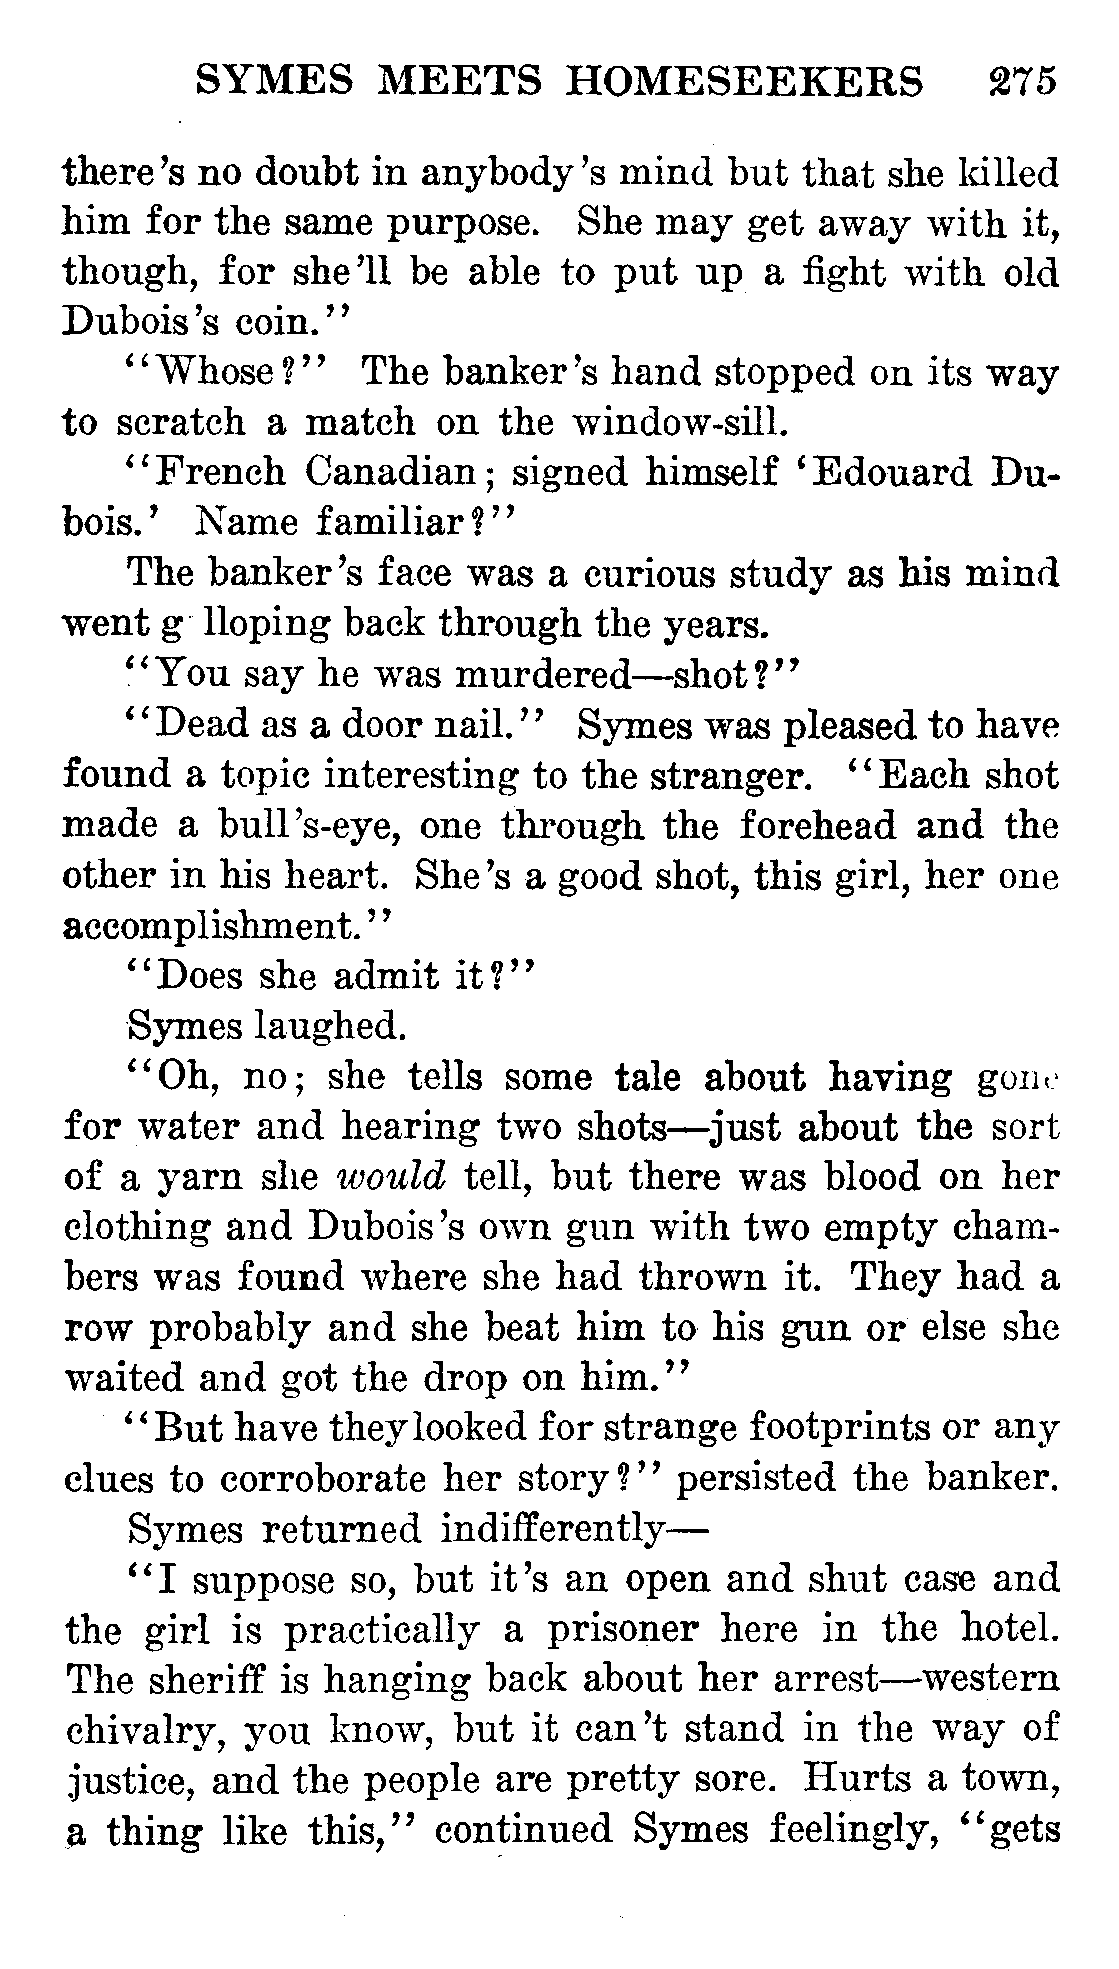 SYMES MEETS HOMESEEKERS 275
there's no doubt in anybody's mind but that she killed
him for the same purpose. She may get away with it,
though, for she'll be able to put up a fight with old
Dubois's coin."
"Whose?" The banker's hand stopped on its way
to scratch a match on the window-sill.
"French Canadian; signed himself 'Edouard Du-
bois.' Name familiar?"
The banker's face was a curious study as his mind
went g lloping back through the years.
"You say he was murdered—shot?"
"Dead as a door nail." Symes was pleased to have
found a topic interesting to the stranger. "Each shot
made a bull's-eye, one through the forehead and the
other in his heart. She's a good shot, this girl, her one
accomplishment."
"Does she admit it?"
Symes laughed.
"Oh, no; she tells some tale about having gone
for water and hearing two shots—just about the sort
of a yarn she would tell, but there was blood on her
clothing and Dubois's own gun with two empty cham-
bers was found where she had thrown it. They had a
row probably and she beat him to his gun or else she
waited and got the drop on him."
"But have theylooked for strange footprints or any
clues to corroborate her story?" persisted the banker.
Symes returned indifferently—
"I suppose so, but it's an open and shut case and
the girl is practically a prisoner here in the hotel.
The sheriff is hanging back about her arrest—western
chivalry, you know, but it can't stand in the way of
justice, and the people are pretty sore. Hurts a town,
a thing like this," continued Symes feelingly, "gets